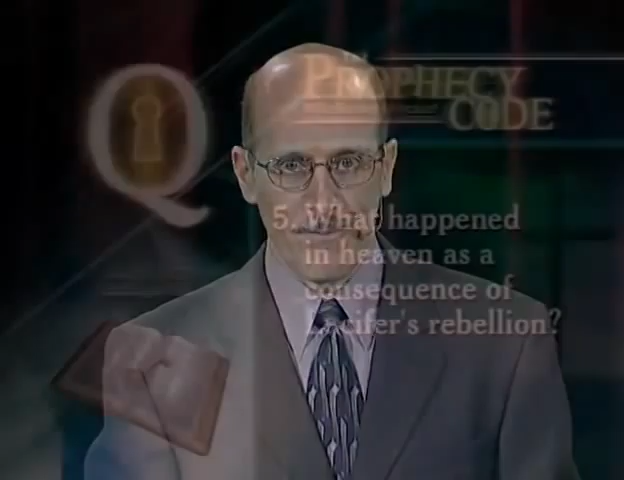 Q
PROPHECY
CODE
5. What happened
in heaven as a
consequence of
Lucifer's rebellion?